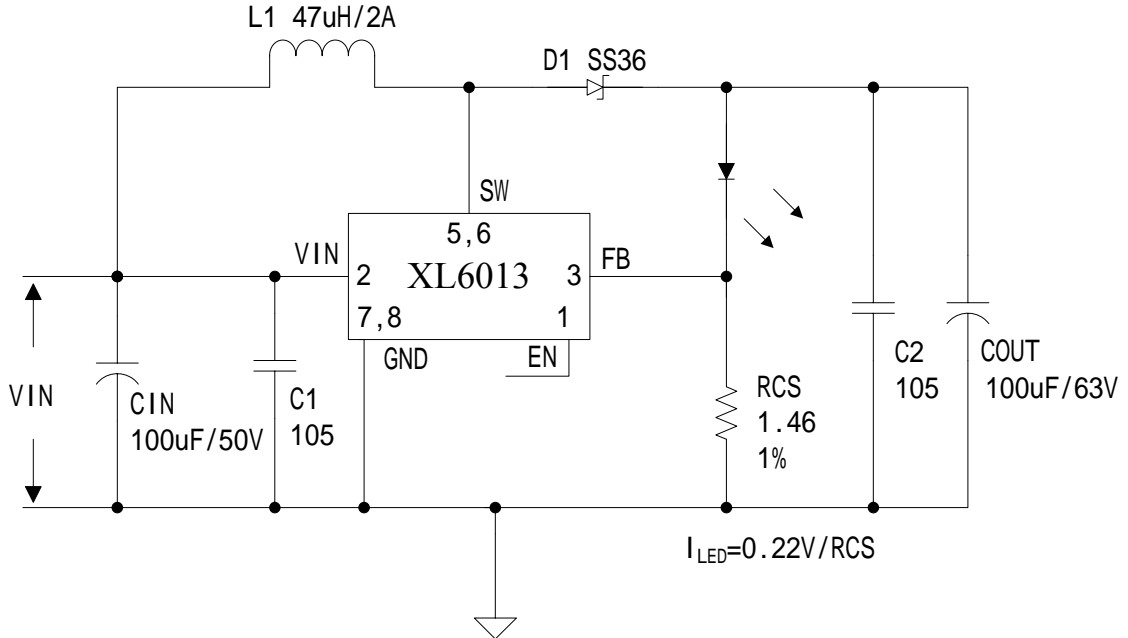 L1 47uH/2A
D1 SS36
SW
5,6
VIN
2
XL6013
3
FB
7,8
1
GND
EN
VIN
CIN
100uF/50V
C1
105
RCS
1.46
1%
C2
105
COUT
100uF/63V
ILED=0.22V/RCS